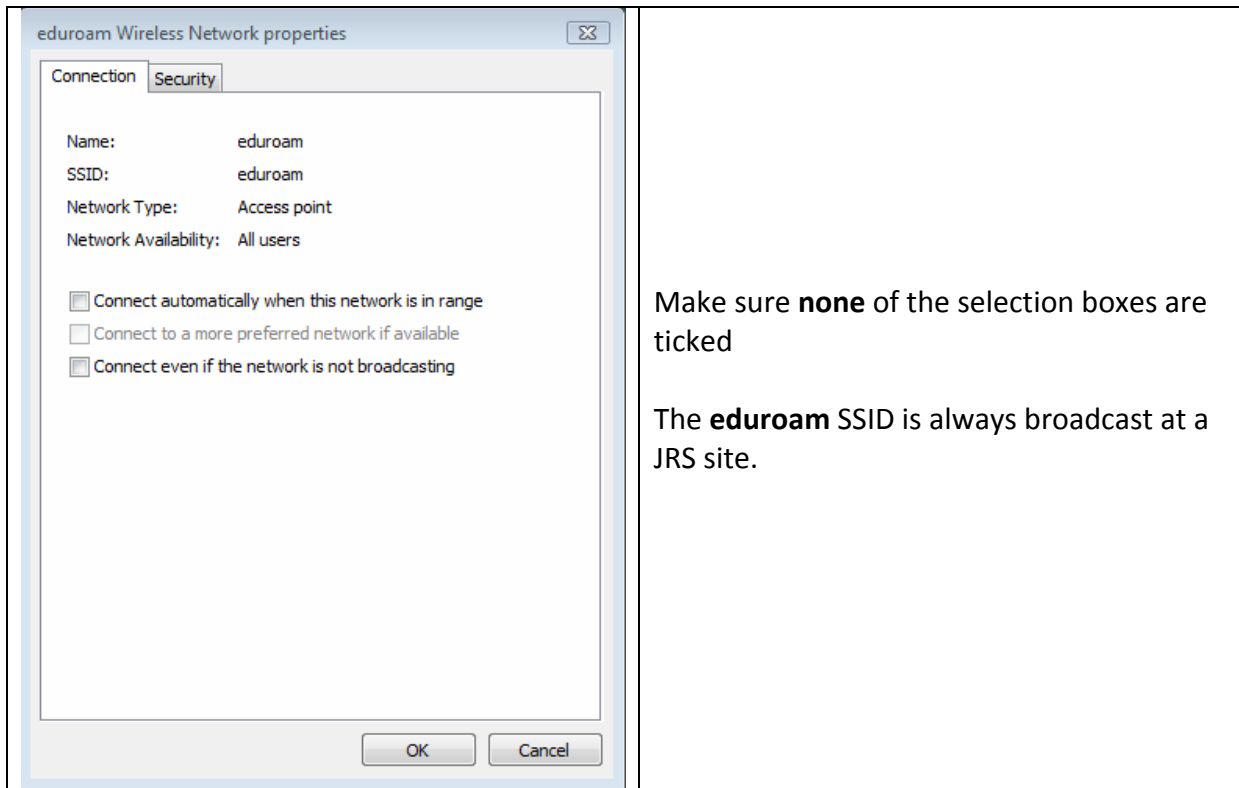 eduroam Wireless Network properties
Connection
Security
Name: eduroam
SSID: eduroam
Network Type: Access point
Network Availability: All users
Connect automatically when this network is in range
Connect to a more preferred network if available
Connect even if the network is not broadcasting
OK
Cancel
Make sure none of the selection boxes are
ticked
The eduroam SSID is always broadcast at a
JRS site.